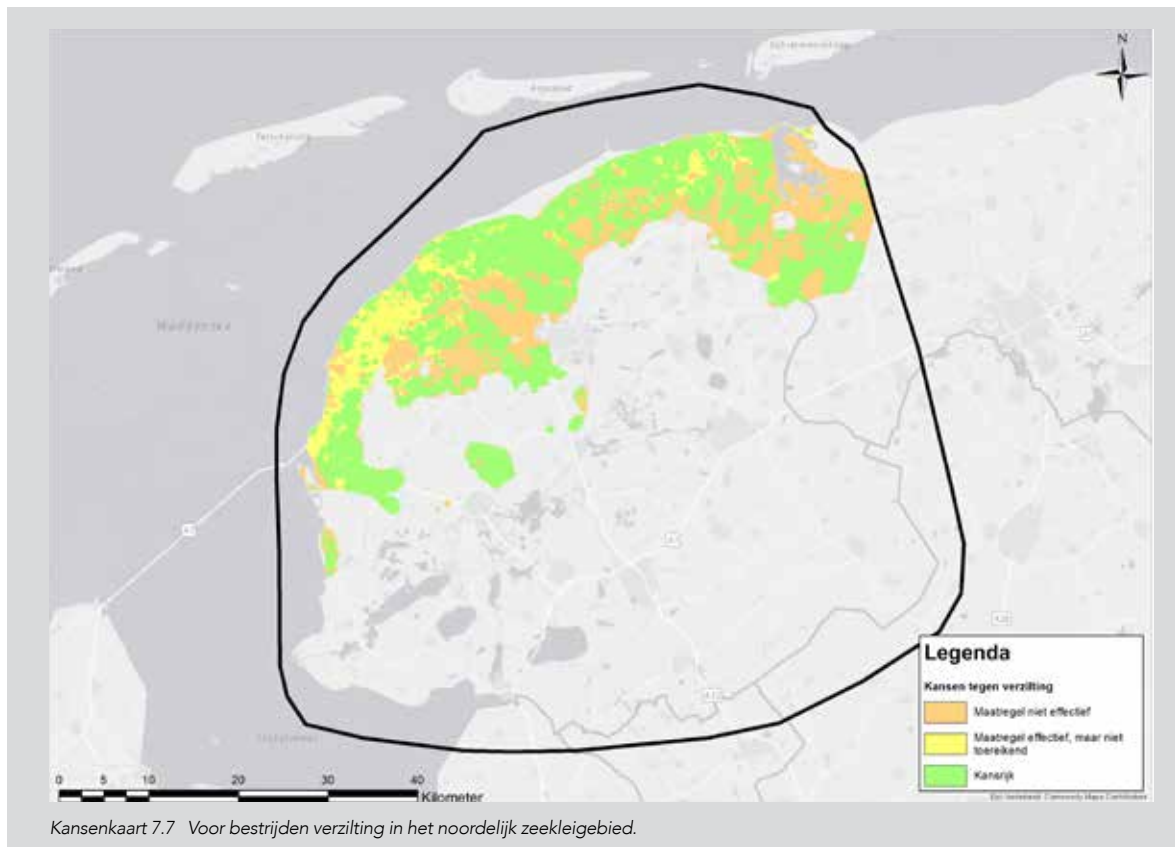 N
Waddenzee
Legenda
Kansen tegen verzilting
Maatregel niet effectief
Maatregel effectief, maar niet
toereikend
Kansrijk
0 5 10 20 30 40
Kilometer
Kansenkaart 7.7 Voor bestrijden verzilting in het noordelijk zeekleigebied.